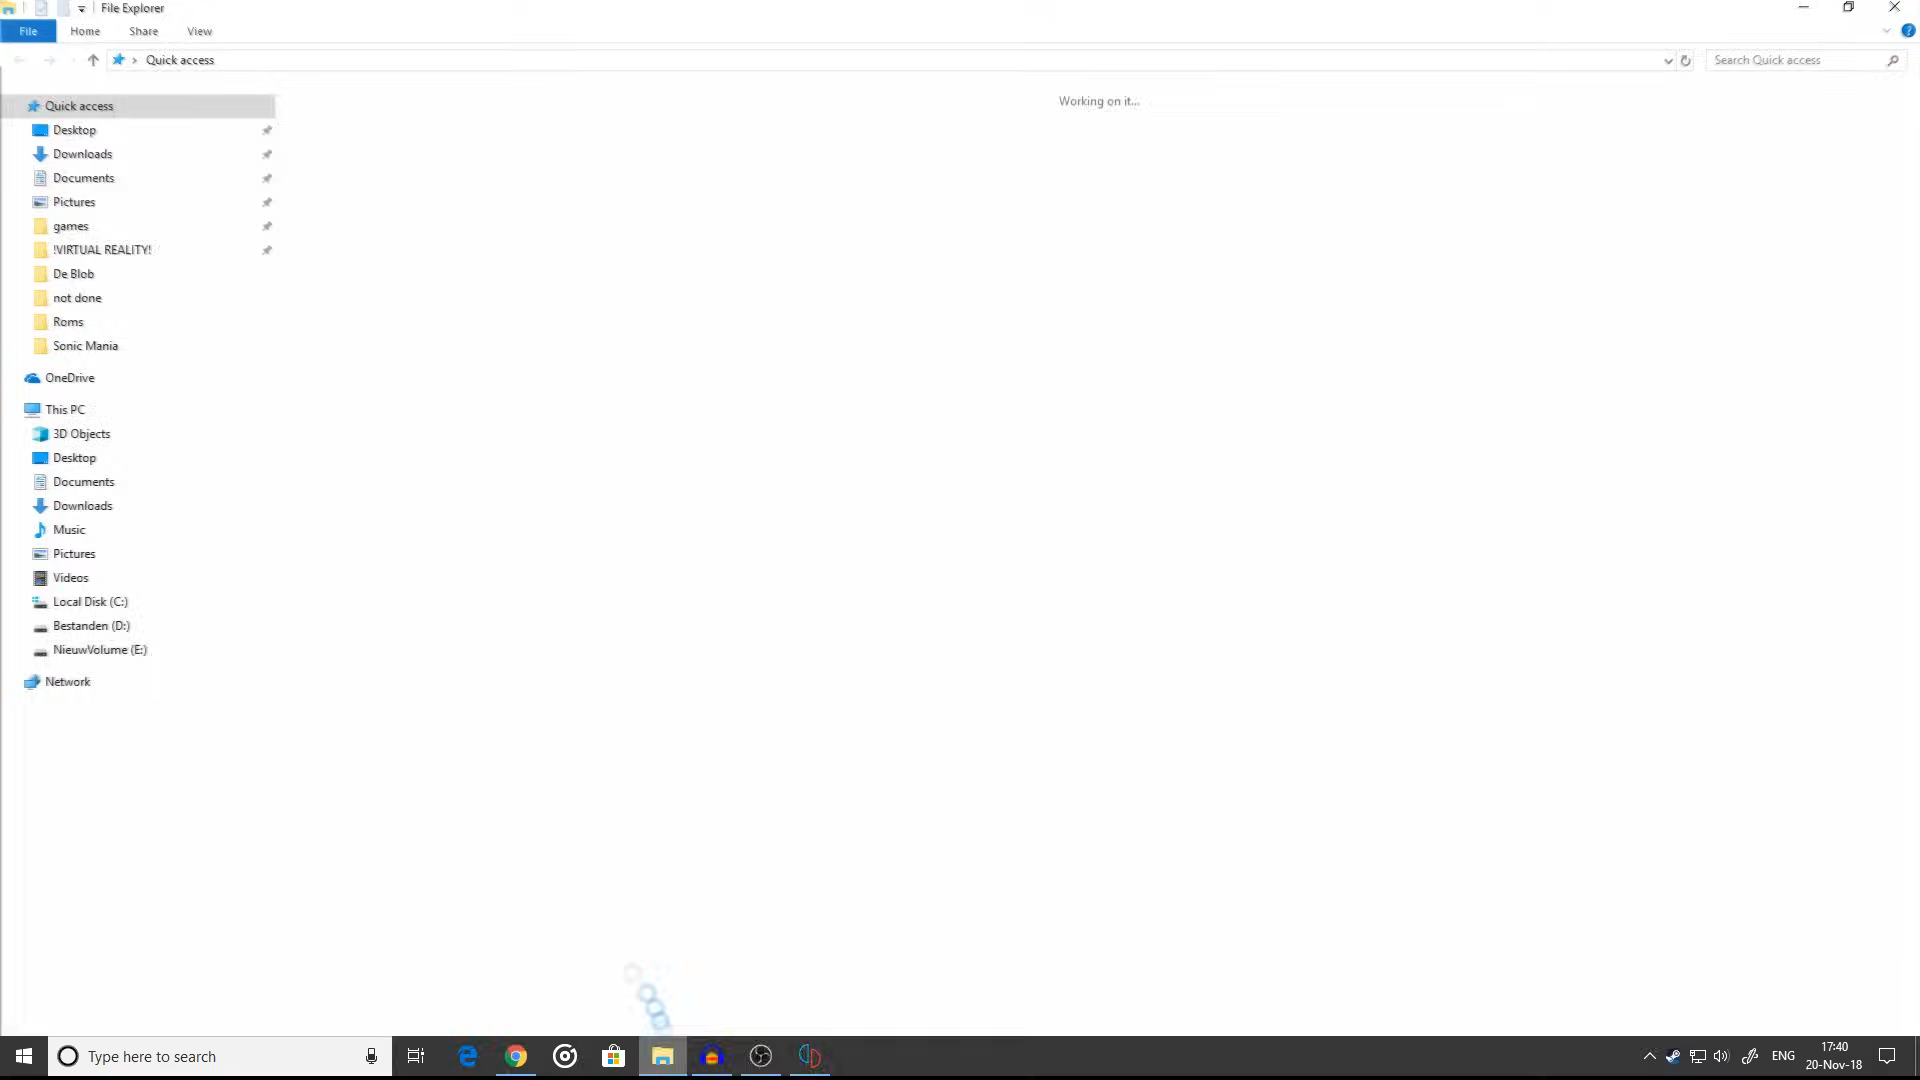 File Explorer
File Home Share View
Quick access
Search Quick access
Quick access
Working on it...
Desktop
Downloads
Documents
Pictures
games
!VIRTUAL REALITY!
De Blob
not done
Roms
Sonic Mania
OneDrive
This PC
3D Objects
Desktop
Documents
Downloads
Music
Pictures
Videos
Local Disk (C:)
Bestanden (D:)
NieuwVolume (E:)
Network
Type here to search
ENG
17:40
20-Nov-18